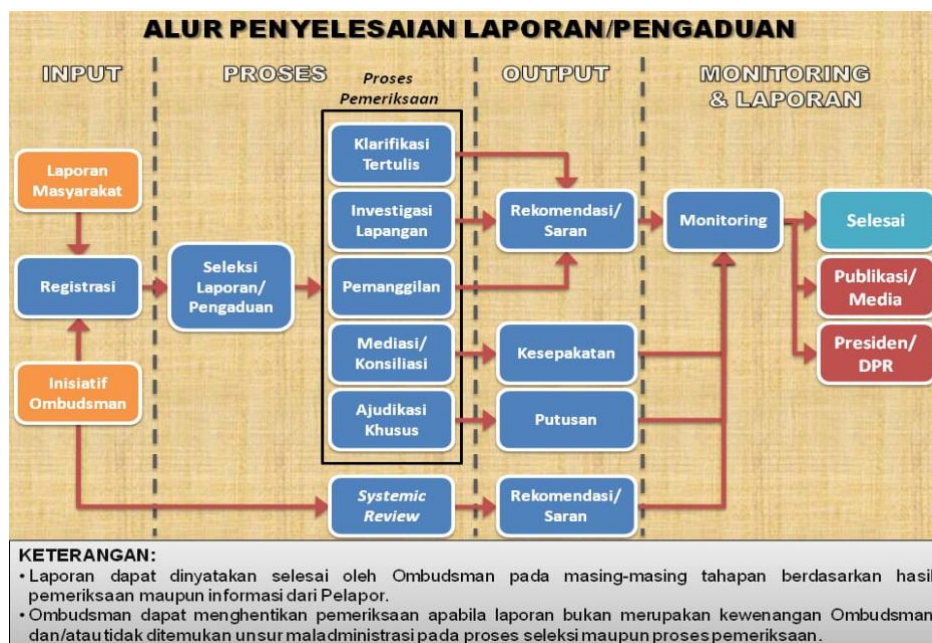 ALUR PENYELESAIAN LAPORAN/PENGADUAN
INPUT
PROSES
OUTPUT
MONITORING
& LAPORAN
Proses
Pemeriksaan
Laporan
Masyarakat
Registrasi
Inisiatif
Ombudsman
Seleksi
Laporan/
Pengaduan
Klarifikasi
Tertulis
Investigasi
Lapangan
Pemanggilan
Mediasi/
Konsiliasi
Ajudikasi
Khusus
Systemic
Review
Rekomendasi/
Saran
Kesepakatan
Putusan
Rekomendasi/
Saran
Monitoring
Selesai
Publikasi/
Media
Presiden/
DPR
KETERANGAN:
• Laporan dapat dinyatakan selesai oleh Ombudsman pada masing-masing tahapan berdasarkan hasil
pemeriksaan maupun informasi dari Pelapor.
• Ombudsman dapat menghentikan pemeriksaan apabila laporan bukan merupakan kewenangan Ombudsman
dan/atau tidak ditemukan unsur maladministrasi pada proses seleksi maupun proses pemeriksaan.